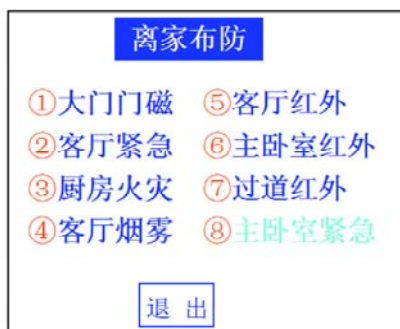 离家布防
①大门门磁 ⑤客厅红外
②客厅紧急 ⑥主卧室红外
③厨房火灾 ⑦过道红外
④客厅烟雾 ⑧主卧室紧急
退 出